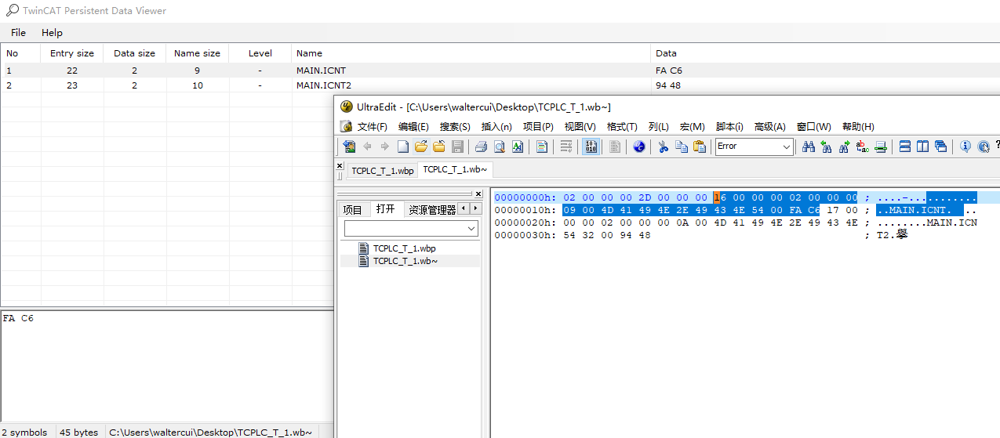 TwinCAT Persistent Data Viewer
File Help
No Entry size Data size Name size Level Name Data
1 22 2 9 - MAIN.ICNT FA C6
2 23 2 10 - MAIN.ICNT2 94 48
UltraEdit - [C:\Users\waltercui\Desktop\TCPLC_T_1.wb~]
文件(F) 编辑(E) 搜索(S) 插入(n) 项目(P) 视图(V) 格式(T) 列(L) 宏(M) 脚本(i) 高级(A) 窗口(W) 帮助(H)
Error
TCPLC_T_1.wbp TCPLC_T_1.wb~
项目 打开 资源管理器
TCPLC_T_1.wbp
TCPLC_T_1.wb~
00000000h: 02 00 00 00 2D 00 00 00 16 00 00 00 02 00 00 00 ; ....-...........
00000010h: 09 00 4D 41 49 4E 2E 49 43 4E 54 00 FA C6 17 00 ; ..MAIN.ICNT. ..
00000020h: 00 00 02 00 00 00 0A 00 4D 41 49 4E 2E 49 43 4E ; ........MAIN.ICN
00000030h: 54 32 00 94 48 ; T2.
FA C6
2 symbols 45 bytes C:\Users\waltercui\Desktop\TCPLC_T_1.wb~